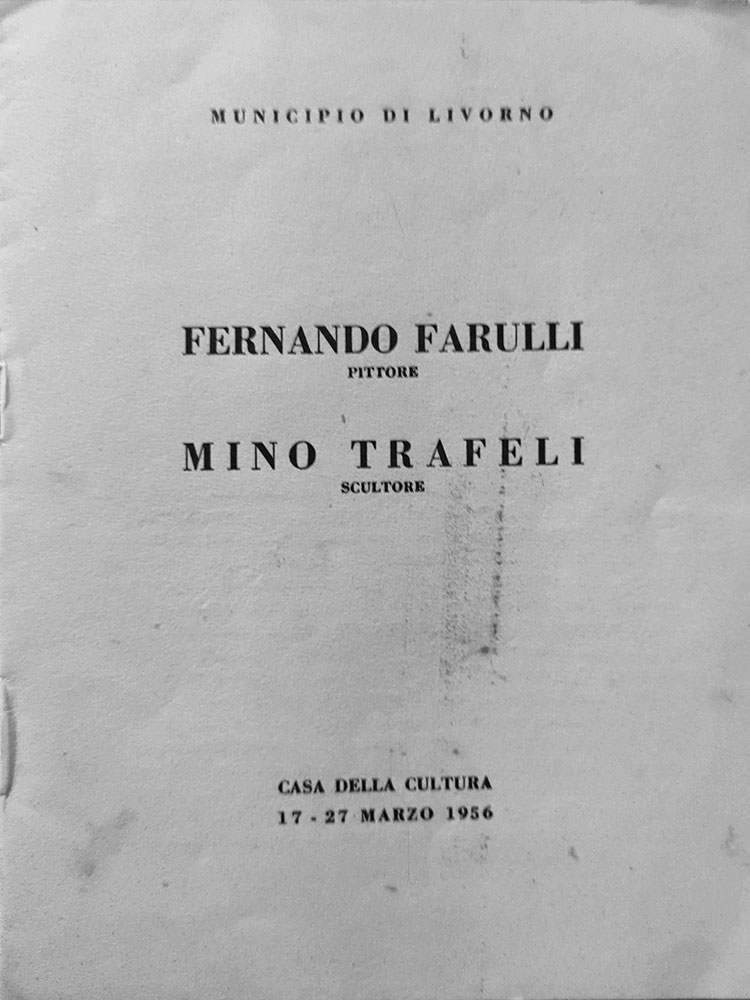 MUNICIPIO DI LIVORNO
FERNANDO FARULLI
PITTORE
MINO TRAFELI
SCULTORE
CASA DELLA CULTURA
17 - 27 MARZO 1956